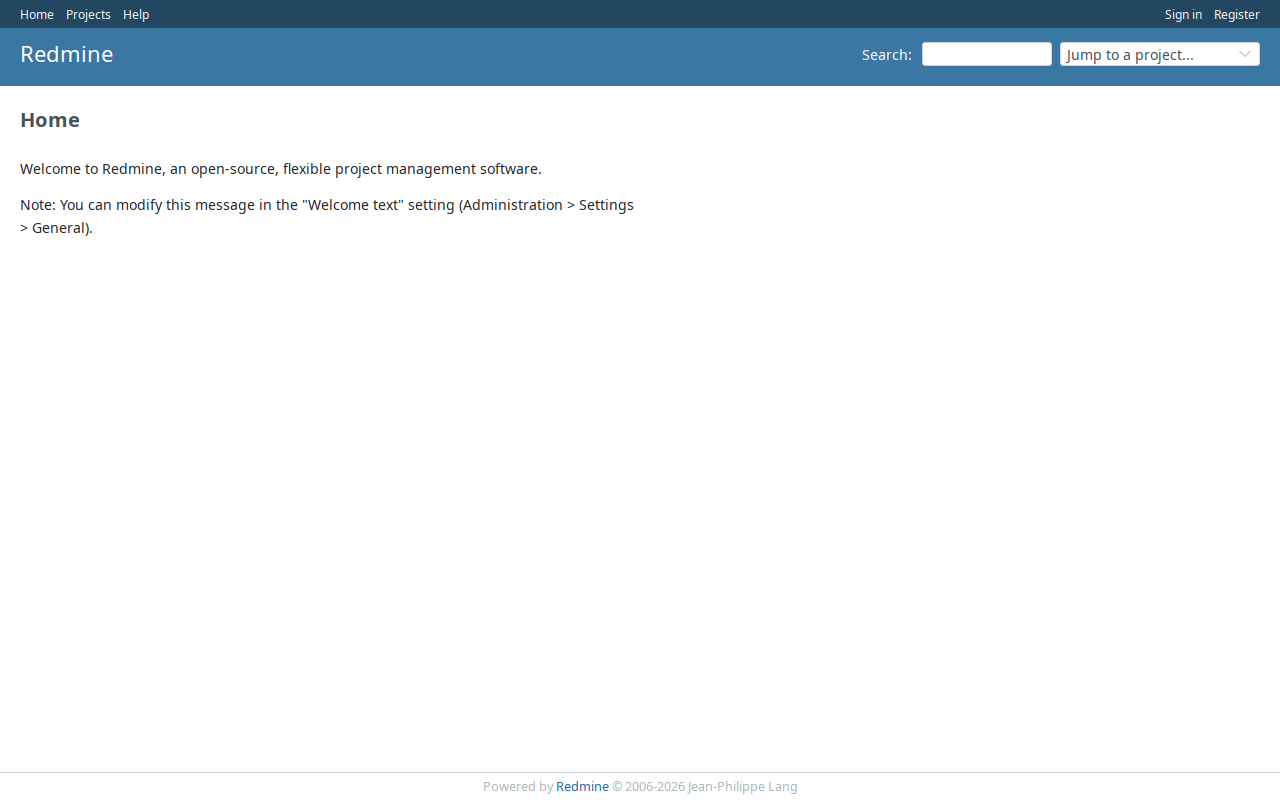 Home Projects Help Sign in Register
Redmine Search: Jump to a project...
Home
Welcome to Redmine, an open-source, flexible project management software.
Note: You can modify this message in the "Welcome text" setting (Administration > Settings
> General).
Powered by Redmine © 2006-2026 Jean-Philippe Lang